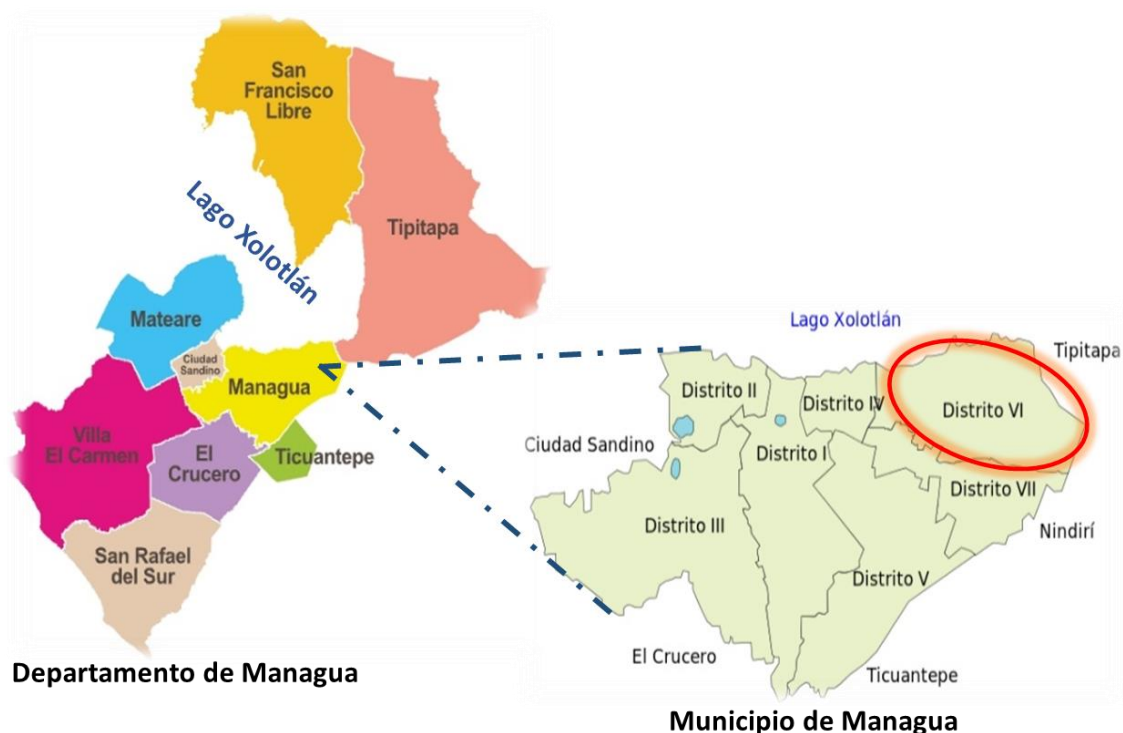 San
Francisco
Libre
Lago Xolotlán
Tipitapa
Mateare
Ciudad
Sandino
Managua
Villa
El Carmen
El
Crucero
Ticuantepe
San Rafael
del Sur
Departamento de Managua
Lago Xolotlán
Tipitapa
Distrito II
Distrito IV
Distrito VI
Ciudad Sandino
Distrito I
Distrito VII
Distrito III
Nindirí
Distrito V
El Crucero
Ticuantepe
Municipio de Managua